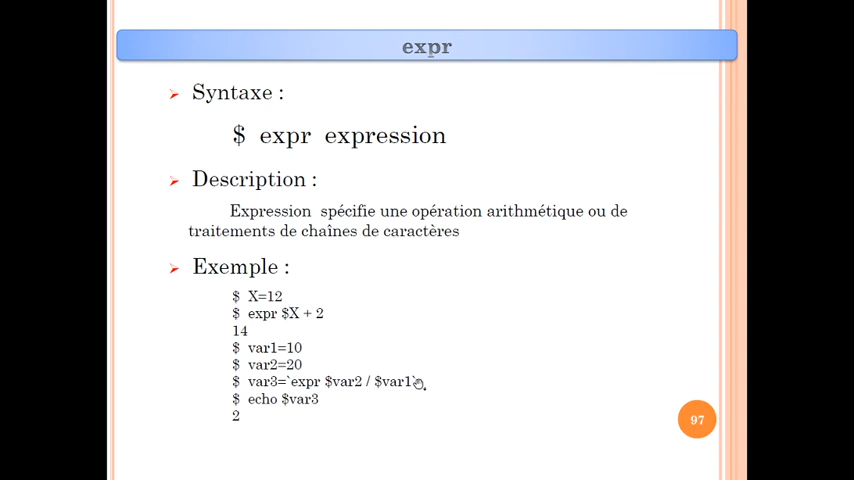 expr
Syntaxe :
$ expr expression
Description :
Expression spécifie une opération arithmétique ou de
traitements de chaînes de caractères
Exemple :
$ X=12
$ expr $X + 2
14
$ var1=10
$ var2=20
$ var3=`expr $var2 / $var1`
$ echo $var3
2
97